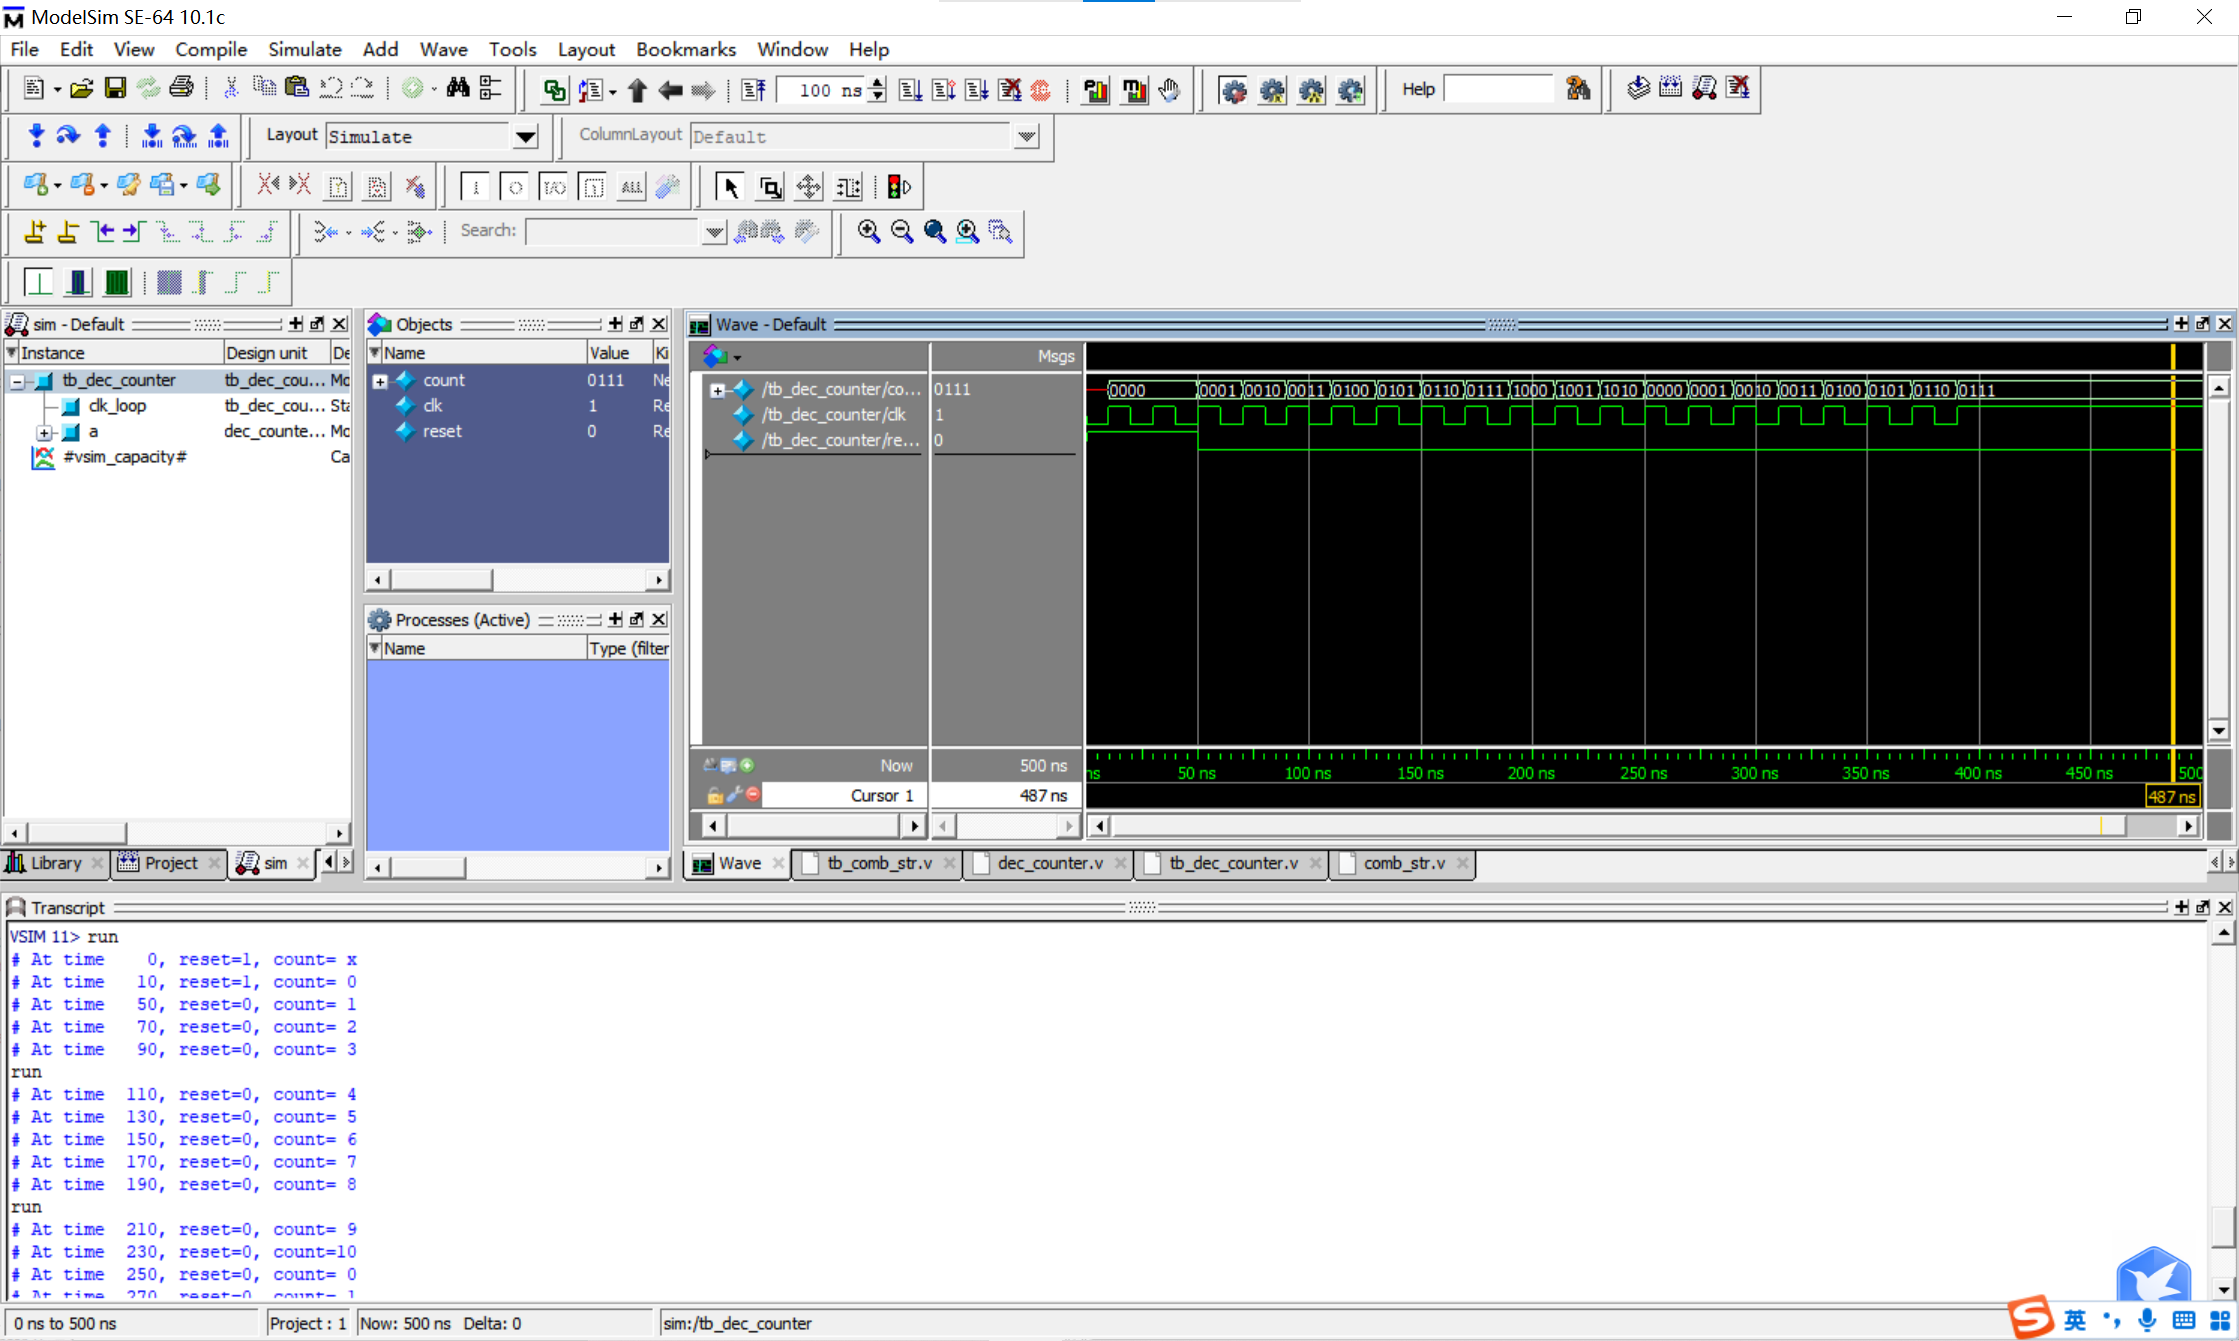 ModelSim SE-64 10.1c
File Edit View Compile Simulate Add Wave Tools Layout Bookmarks Window Help
100 ns
Help
Layout Simulate
ColumnLayout Default
Search:
sim - Default
Instance Design unit De
tb_dec_counter tb_dec_cou... Mo
clk_loop tb_dec_cou... Sta
a dec_counte... Mo
#vsim_capacity# Ca
Objects
Name Value Ki
count 0111 Ne
clk 1 Re
reset 0 Re
Processes (Active)
Name Type (filter
Wave - Default
Msgs
/tb_dec_counter/co... 0111
/tb_dec_counter/clk 1
/tb_dec_counter/re... 0
0000 0001 0010 0011 0100 0101 0110 0111 1000 1001 1010 0000 0001 0010 0011 0100 0101 0110 0111
Now 500 ns
Cursor 1 487 ns
ns 50 ns 100 ns 150 ns 200 ns 250 ns 300 ns 350 ns 400 ns 450 ns 500
487 ns
Library Project sim
Wave tb_comb_str.v dec_counter.v tb_dec_counter.v comb_str.v
Transcript
VSIM 11> run
# At time 0, reset=1, count= x
# At time 10, reset=1, count= 0
# At time 50, reset=0, count= 1
# At time 70, reset=0, count= 2
# At time 90, reset=0, count= 3
run
# At time 110, reset=0, count= 4
# At time 130, reset=0, count= 5
# At time 150, reset=0, count= 6
# At time 170, reset=0, count= 7
# At time 190, reset=0, count= 8
run
# At time 210, reset=0, count= 9
# At time 230, reset=0, count=10
# At time 250, reset=0, count= 0
# At time 270, reset=0, count= 1
0 ns to 500 ns
Project : 1
Now: 500 ns Delta: 0
sim:/tb_dec_counter
英